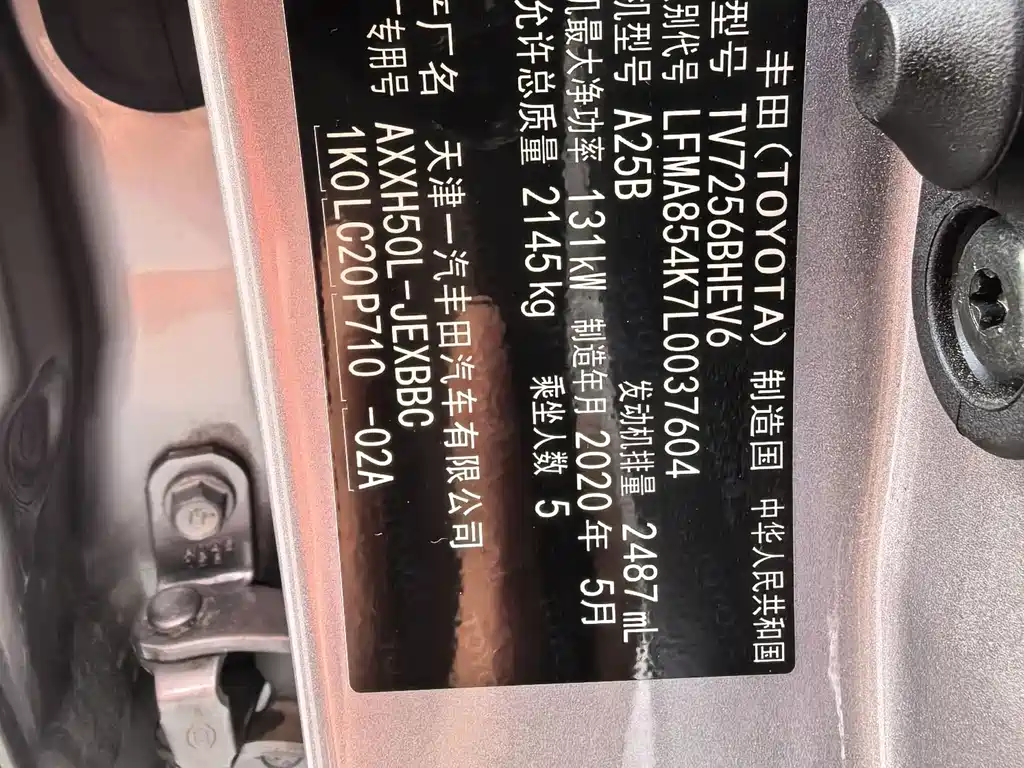 丰田(TOYOTA) 制造国 中华人民共和国
型号 TV7256BHEV6
别代号 LFMA854K7L0037604
机型号 A25B 发动机排量 2487 mL
机最大净功率 131kW 制造年月 2020年 5月
允许总质量 2145kg 乘坐人数 5
产厂名 天津一汽丰田汽车有限公司
厂专用号 AXXH50L-JEXBBC
1K0LC20P710 -02A